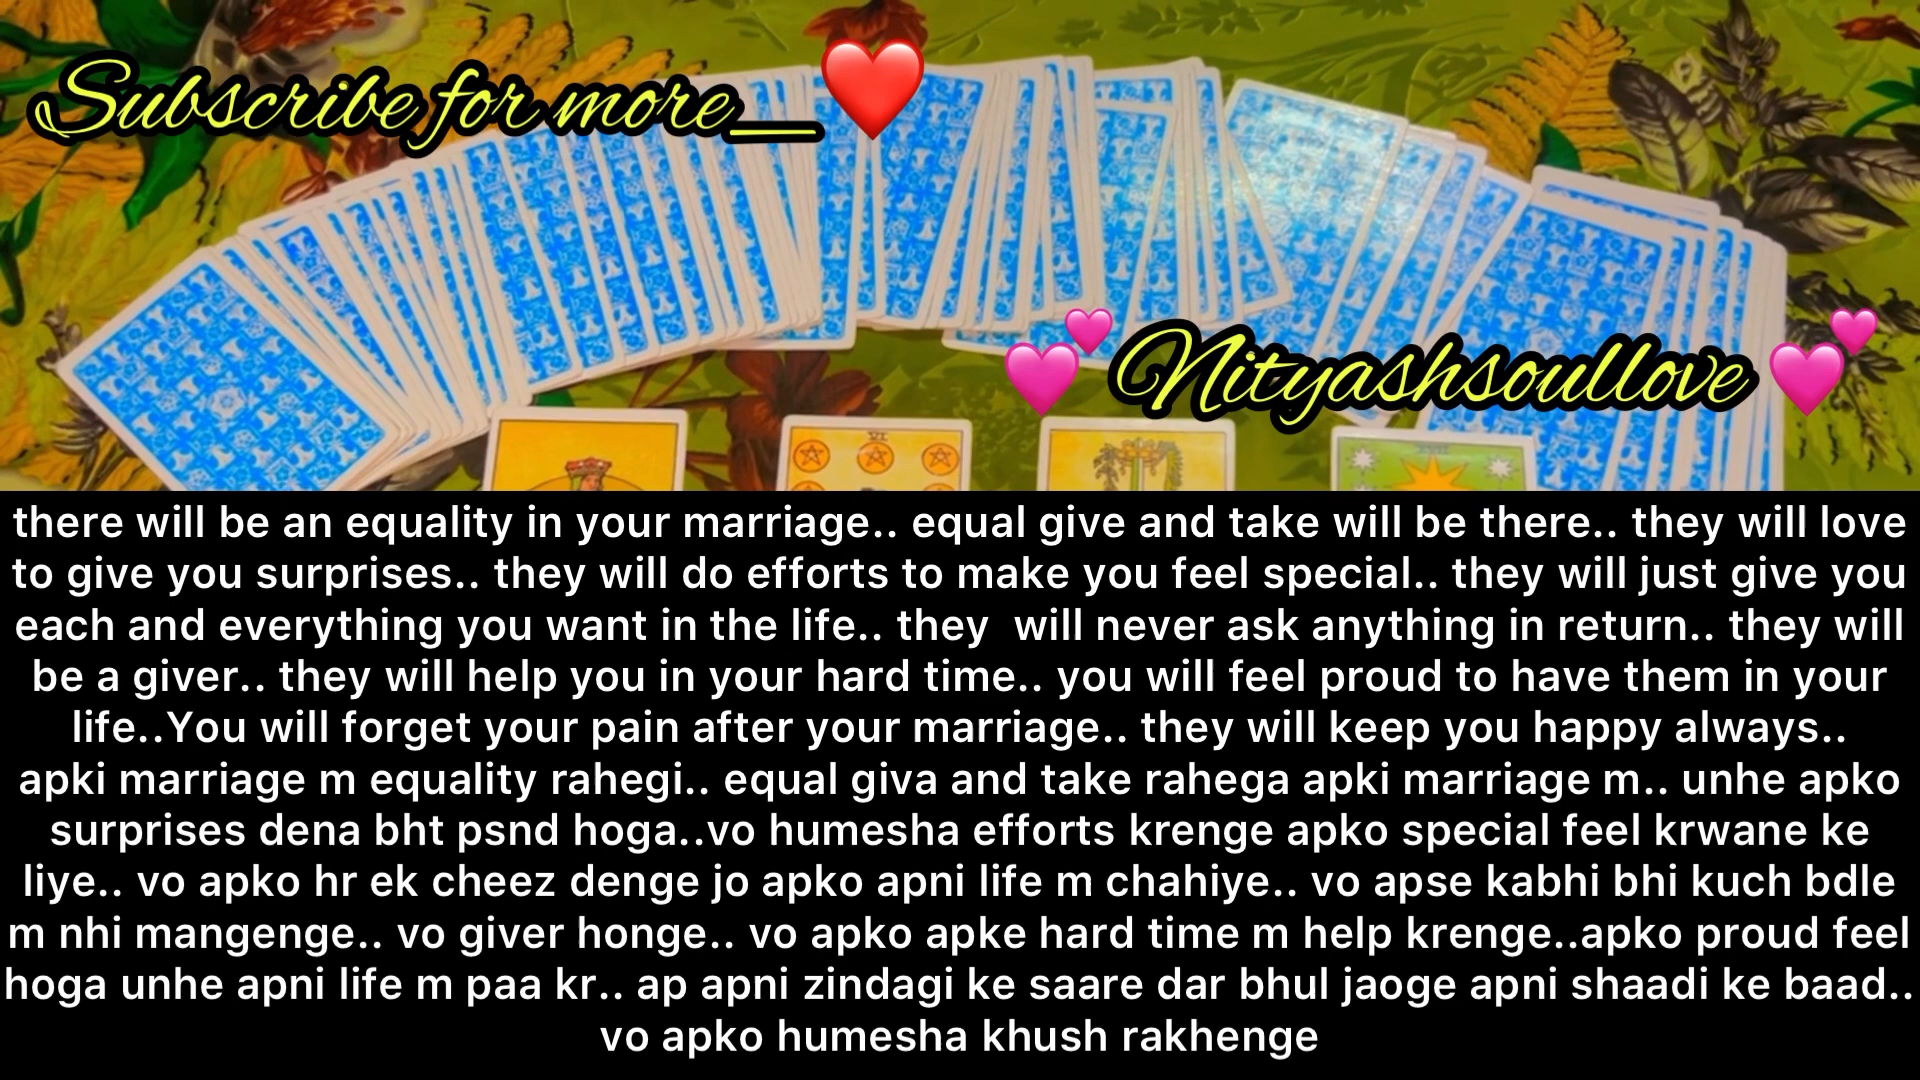 Subscribe for more__❤️
💕Nityashsoullove💕
VI
XVII
there will be an equality in your marriage.. equal give and take will be there.. they will love
to give you surprises.. they will do efforts to make you feel special.. they will just give you
each and everything you want in the life.. they  will never ask anything in return.. they will
be a giver.. they will help you in your hard time.. you will feel proud to have them in your
life..You will forget your pain after your marriage.. they will keep you happy always..
apki marriage m equality rahegi.. equal giva and take rahega apki marriage m.. unhe apko
surprises dena bht psnd hoga..vo humesha efforts krenge apko special feel krwane ke
liye.. vo apko hr ek cheez denge jo apko apni life m chahiye.. vo apse kabhi bhi kuch bdle
m nhi mangenge.. vo giver honge.. vo apko apke hard time m help krenge..apko proud feel
hoga unhe apni life m paa kr.. ap apni zindagi ke saare dar bhul jaoge apni shaadi ke baad..
vo apko humesha khush rakhenge